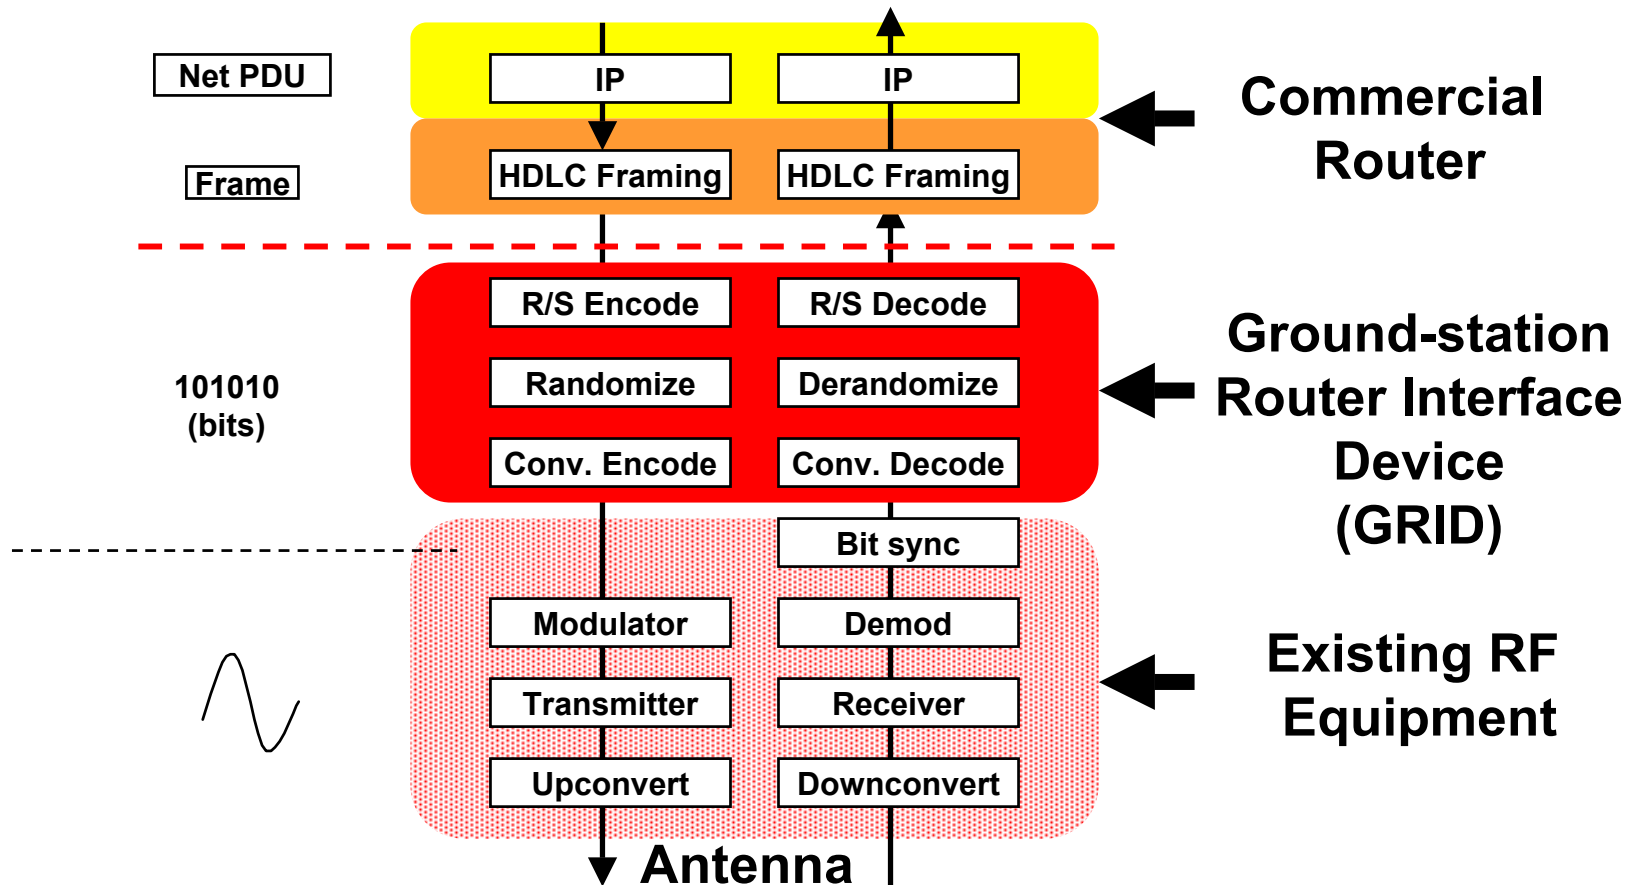 Net PDU
IP
IP
Commercial
Router
Frame
HDLC Framing
HDLC Framing
R/S Encode
R/S Decode
101010
(bits)
Randomize
Derandomize
Conv. Encode
Conv. Decode
Ground-station
Router Interface
Device
(GRID)
Bit sync
Modulator
Demod
Transmitter
Receiver
Upconvert
Downconvert
Existing RF
Equipment
Antenna